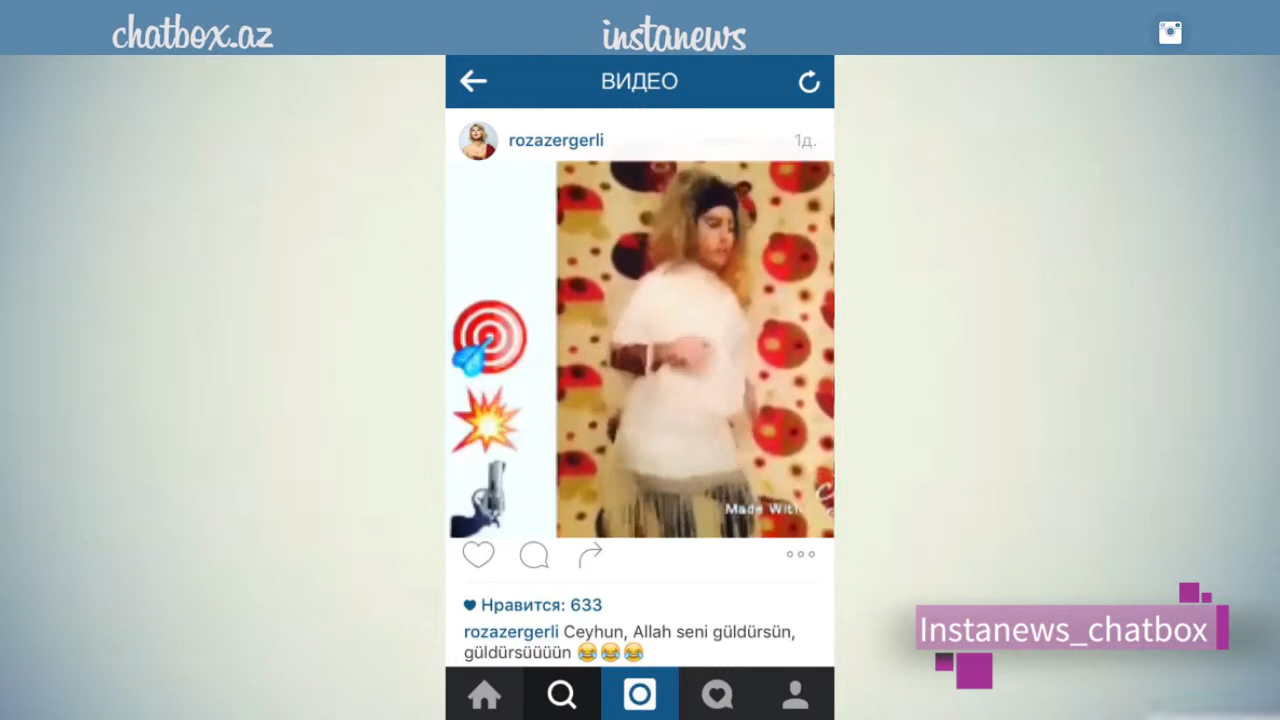 chatbox.az
instanews
ВИДЕО
rozazergerli
1д.
Made With
Нравится: 633
rozazergerli Ceyhun, Allah seni güldürsün,
güldürsüüüün 😂😂😂
Instanews_chatbox